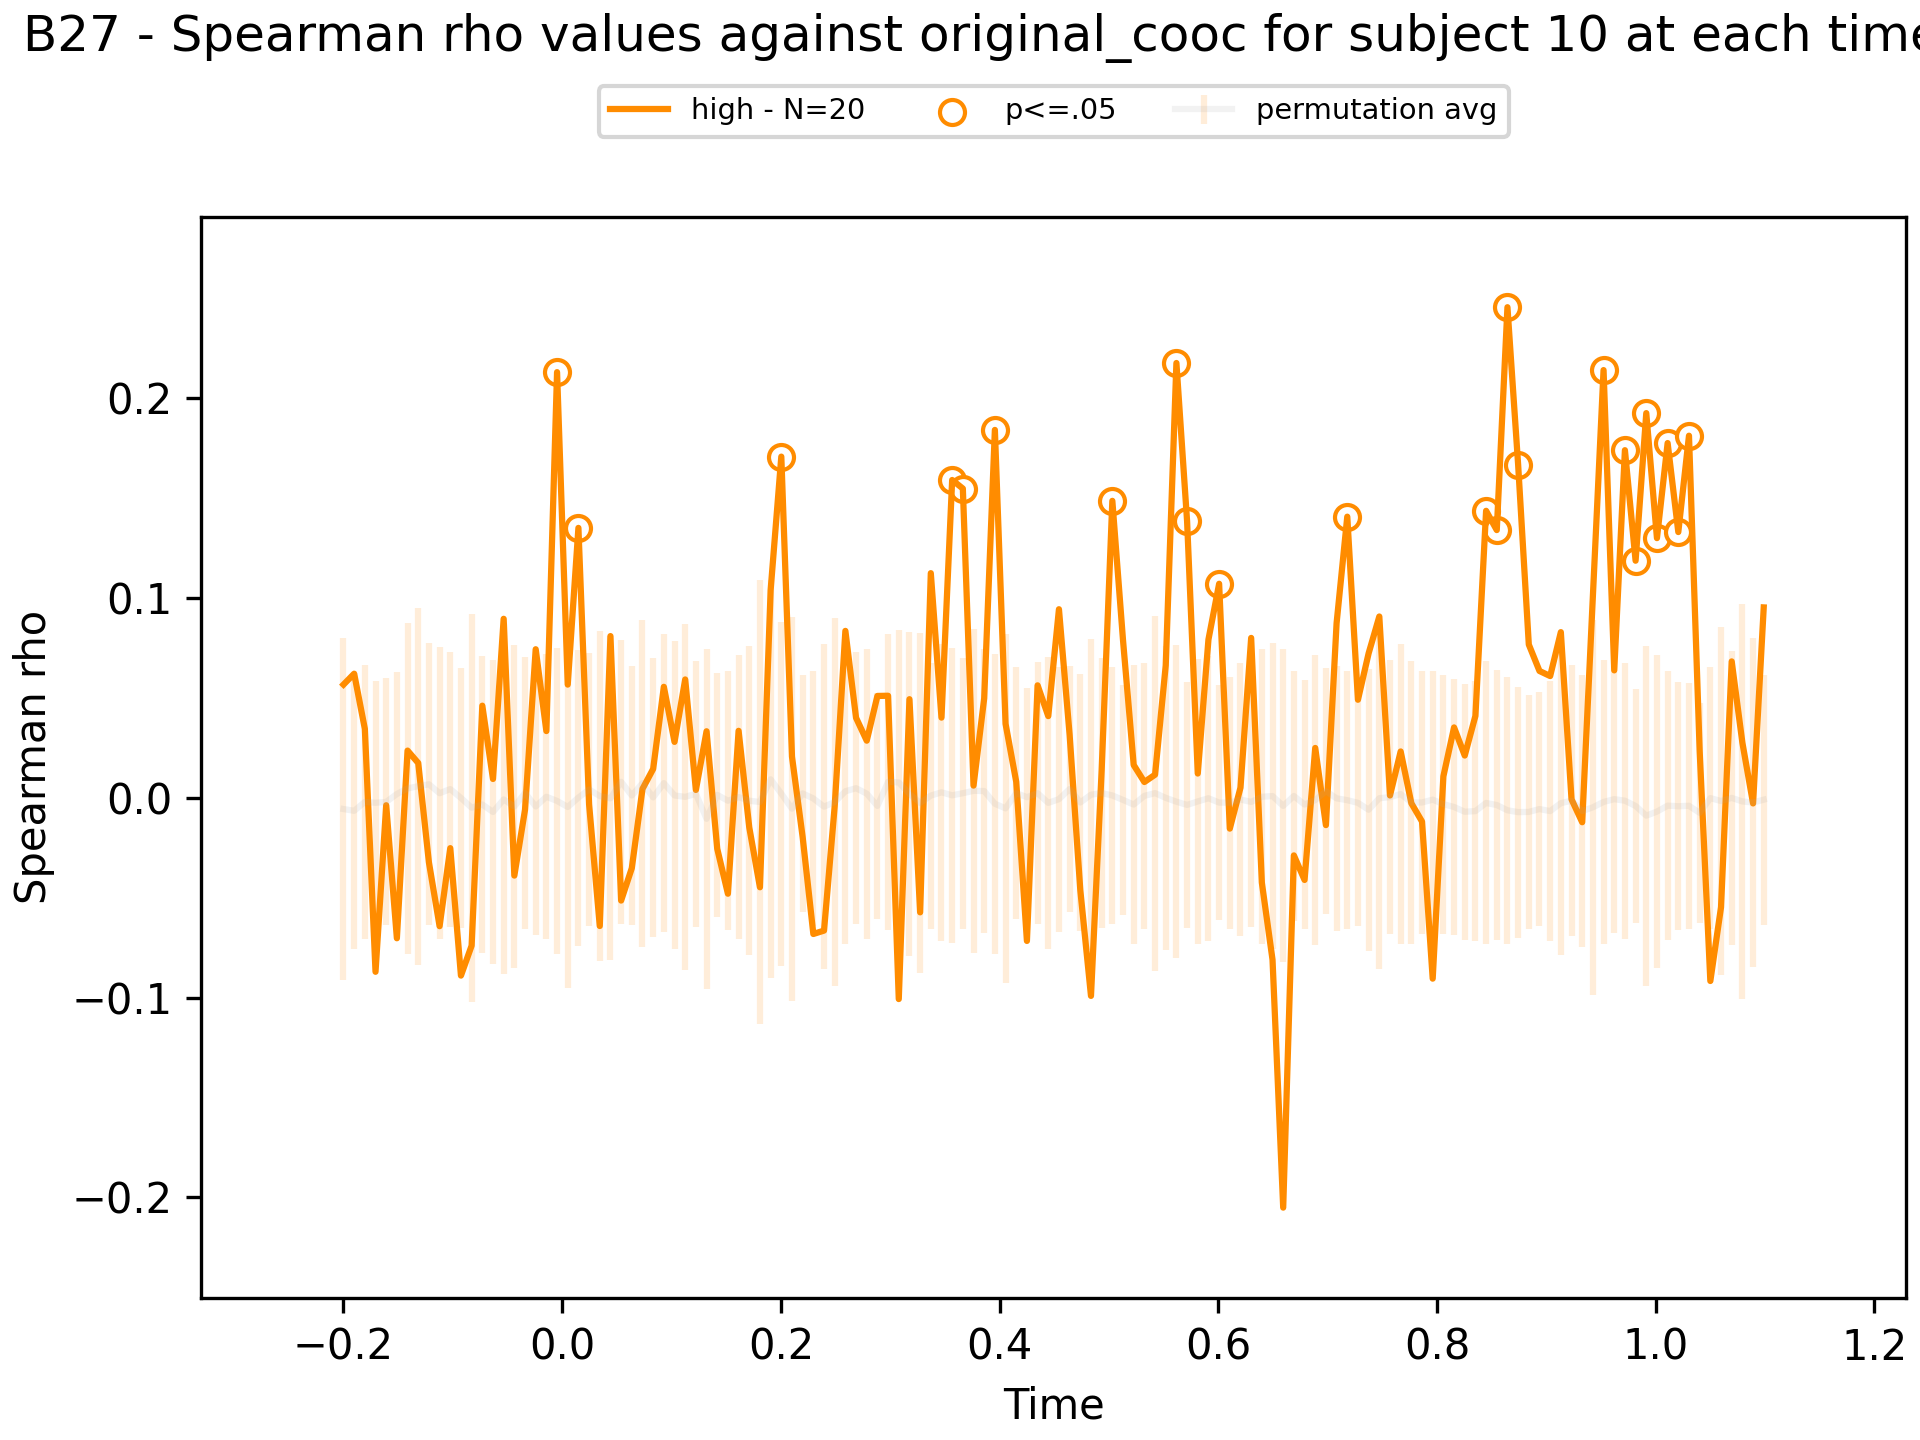 B27 - Spearman rho values against original_cooc for subject 10 at each time
high - N=20
p<=.05
permutation avg
Spearman rho
0.2
0.1
0.0
−0.1
−0.2
−0.2
0.0
0.2
0.4
0.6
0.8
1.0
1.2
Time